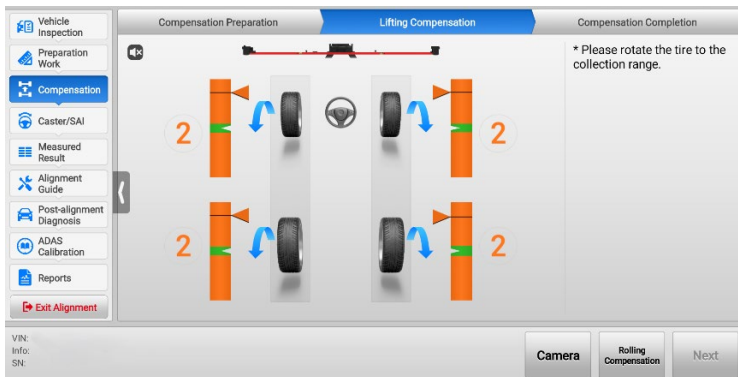 Vehicle
Inspection
Preparation
Work
Compensation
Caster/SAI
Measured
Result
Alignment
Guide
Post-alignment
Diagnosis
ADAS
Calibration
Reports
Exit Alignment
Compensation Preparation
Lifting Compensation
Compensation Completion
* Please rotate the tire to the
collection range.
2
2
2
2
VIN:
Info:
SN:
Camera
Rolling
Compensation
Next